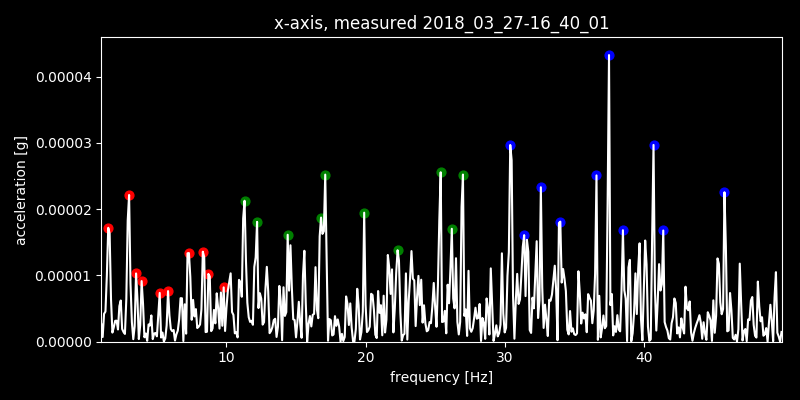 x-axis, measured 2018_03_27-16_40_01
0.00004
0.00003
0.00002
0.00001
0.00000
acceleration [g]
10 20 30 40
frequency [Hz]